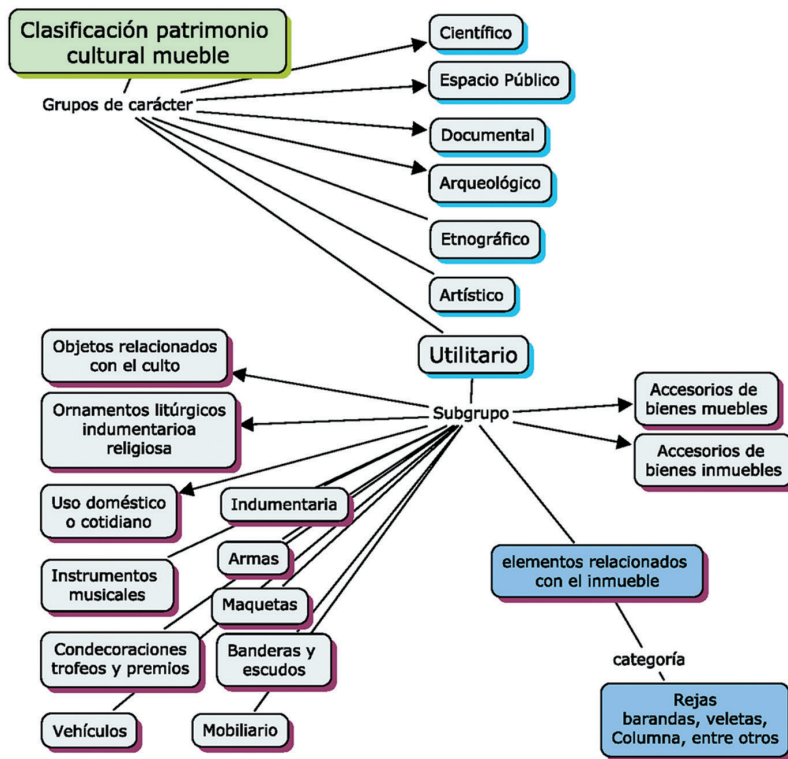 Clasificación patrimonio
cultural mueble
Grupos de carácter
Científico
Espacio Público
Documental
Arqueológico
Etnográfico
Artístico
Utilitario
Subgrupo
Objetos relacionados
con el culto
Ornamentos litúrgicos
indumentarioa
religiosa
Uso doméstico
o cotidiano
Indumentaria
Instrumentos
musicales
Armas
Maquetas
Condecoraciones
trofeos y premios
Banderas y
escudos
Vehículos
Mobiliario
Accesorios de
bienes muebles
Accesorios de
bienes inmuebles
elementos relacionados
con el inmueble
categoría
Rejas
barandas, veletas,
Columna, entre otros